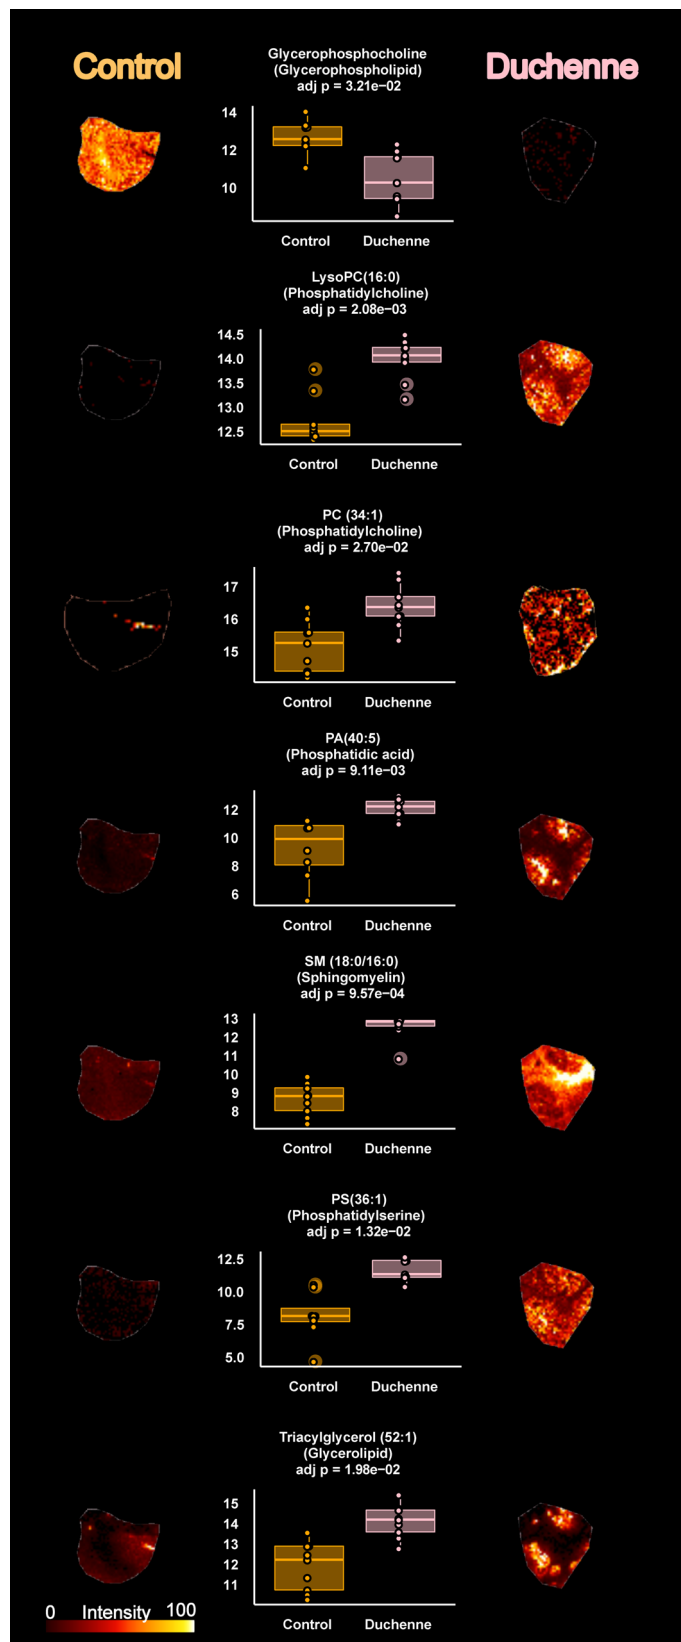 Control
Duchenne
Glycerophosphocholine
(Glycerophospholipid)
adj p = 3.21e−02
14
12
10
Control
Duchenne
LysoPC(16:0)
(Phosphatidylcholine)
adj p = 2.08e−03
14.5
14.0
13.5
13.0
12.5
Control
Duchenne
PC (34:1)
(Phosphatidylcholine)
adj p = 2.70e−02
17
16
15
Control
Duchenne
PA(40:5)
(Phosphatidic acid)
adj p = 9.11e−03
12
10
8
6
Control
Duchenne
SM (18:0/16:0)
(Sphingomyelin)
adj p = 9.57e−04
13
12
11
10
9
8
Control
Duchenne
PS(36:1)
(Phosphatidylserine)
adj p = 1.32e−02
12.5
10.0
7.5
5.0
Control
Duchenne
Triacylglycerol (52:1)
(Glycerolipid)
adj p = 1.98e−02
15
14
13
12
11
Control
Duchenne
0 Intensity 100